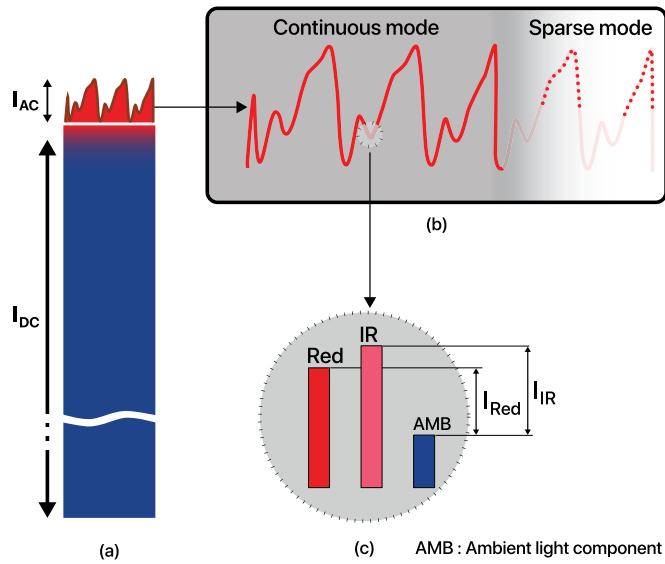 Continuous mode
Sparse mode
IAC
(b)
IDC
IR
Red
IRed
IIR
AMB
(a)
(c)
AMB : Ambient light component